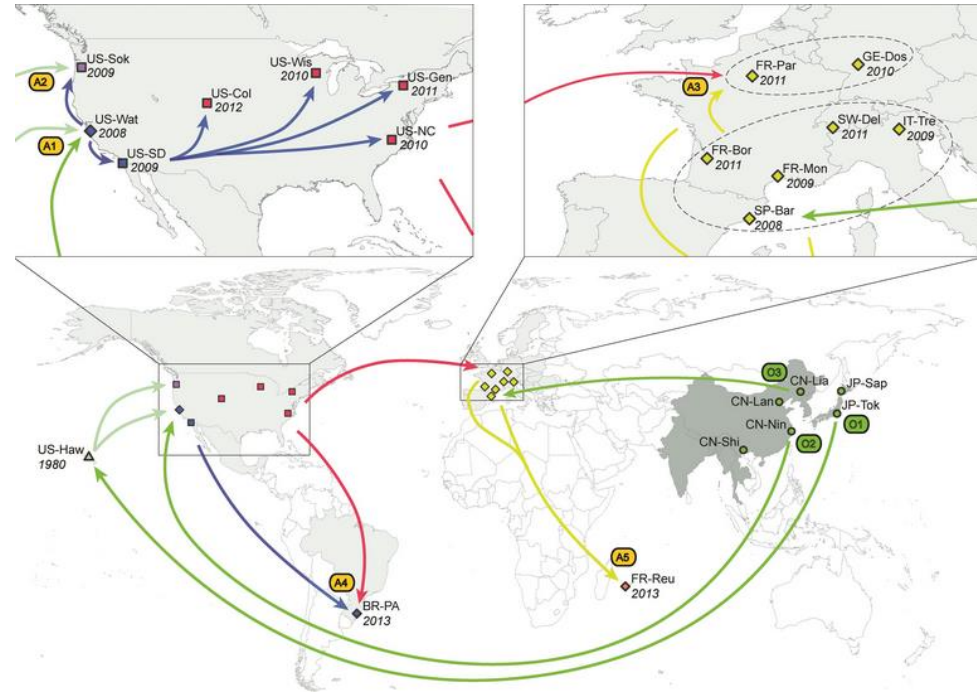 US-Sok
2009
A2
US-Wat
2008
A1
US-SD
2009
US-Col
2012
US-Wis
2010
US-Gen
2011
US-NC
2010
FR-Par
2011
GE-Dos
2010
A3
SW-Del
2011
IT-Tre
2009
FR-Bor
2011
FR-Mon
2009
SP-Bar
2008
US-Haw
1980
O3
CN-Lia
JP-Sap
CN-Lan
JP-Tok
CN-Nin
O1
CN-Shi
O2
A4
BR-PA
2013
A5
FR-Reu
2013